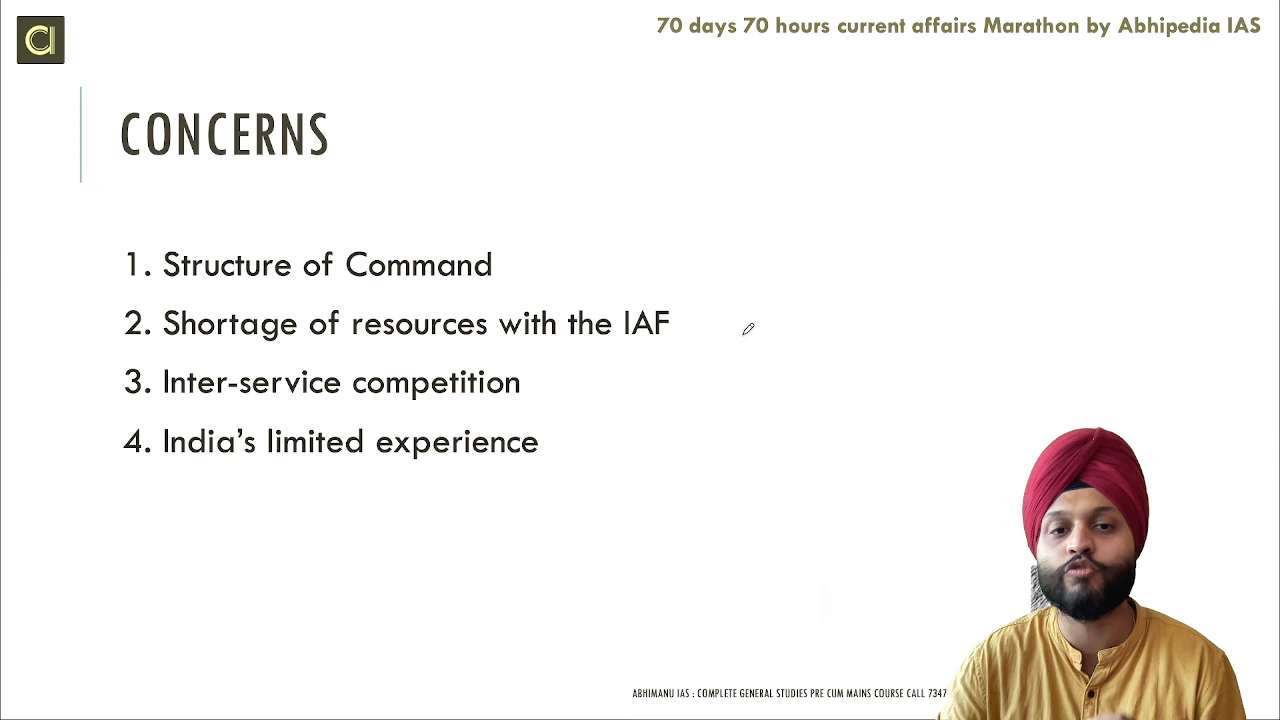 70 days 70 hours current affairs Marathon by Abhipedia IAS
CONCERNS
1. Structure of Command
2. Shortage of resources with the IAF
3. Inter-service competition
4. India's limited experience
ABHIMANU IAS : COMPLETE GENERAL STUDIES PRE CUM MAINS COURSE CALL 7347